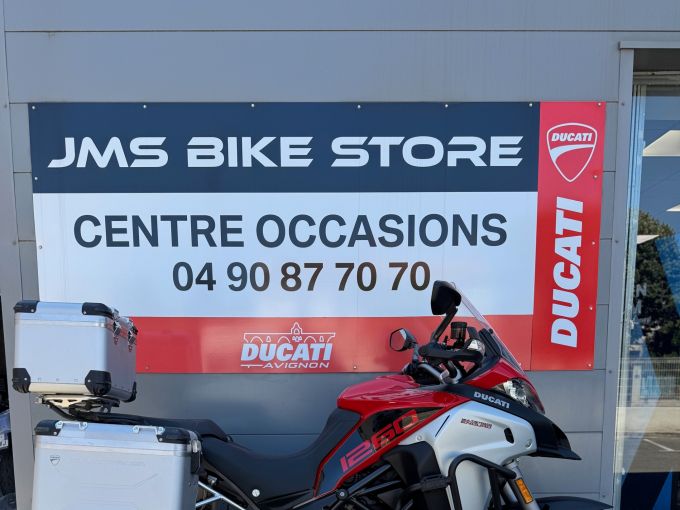 JMS BIKE STORE
CENTRE OCCASIONS
04 90 87 70 70
DUCATI
AVIGNON
DUCATI
DUCATI
DUCATI
1260